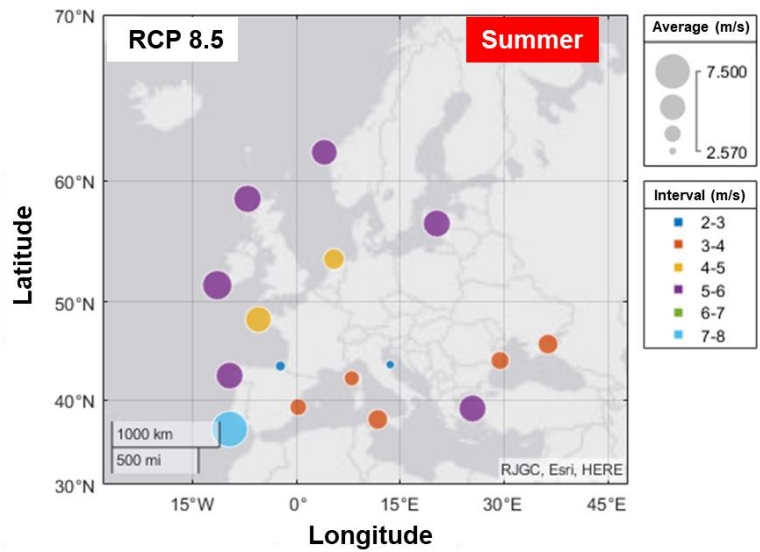 70°N
RCP 8.5
Summer
60°N
50°N
40°N
30°N
Latitude
1000 km
500 mi
RJGC, Esri, HERE
15°W
0°
15°E
30°E
45°E
Longitude
Average (m/s)
7.500
2.570
Interval (m/s)
2-3
3-4
4-5
5-6
6-7
7-8